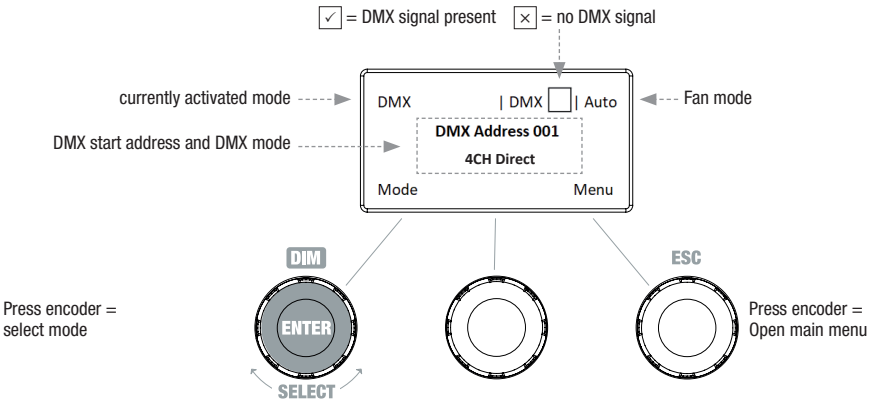 ✓ = DMX signal present × = no DMX signal
currently activated mode
DMX | DMX | Auto
Fan mode
DMX start address and DMX mode
DMX Address 001
4CH Direct
Mode Menu
DIM
ESC
Press encoder =
select mode
ENTER
SELECT
Press encoder =
Open main menu